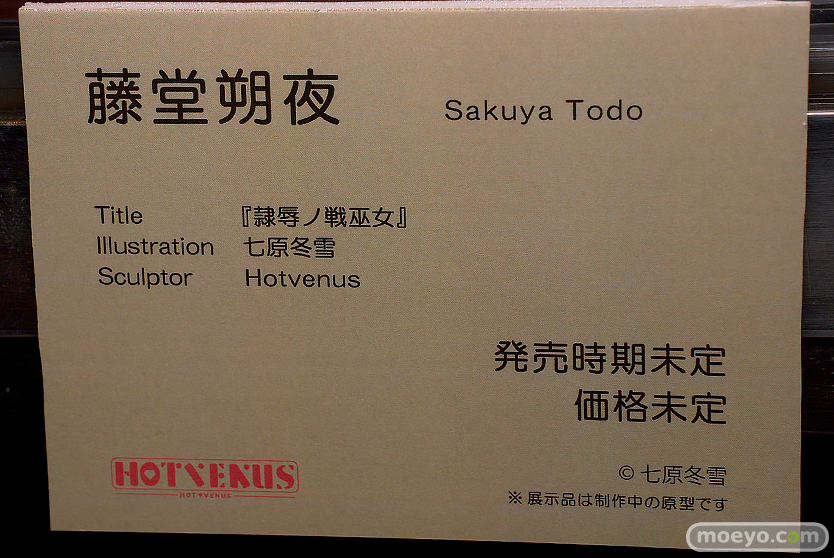 藤堂朔夜 Sakuya Todo
Title 『隷辱ノ戦巫女』
Illustration 七原冬雪
Sculptor Hotvenus
発売時期未定
価格未定
HOTVENUS
HOT♥VENUS
© 七原冬雪
※展示品は制作中の原型です
moeyo.com